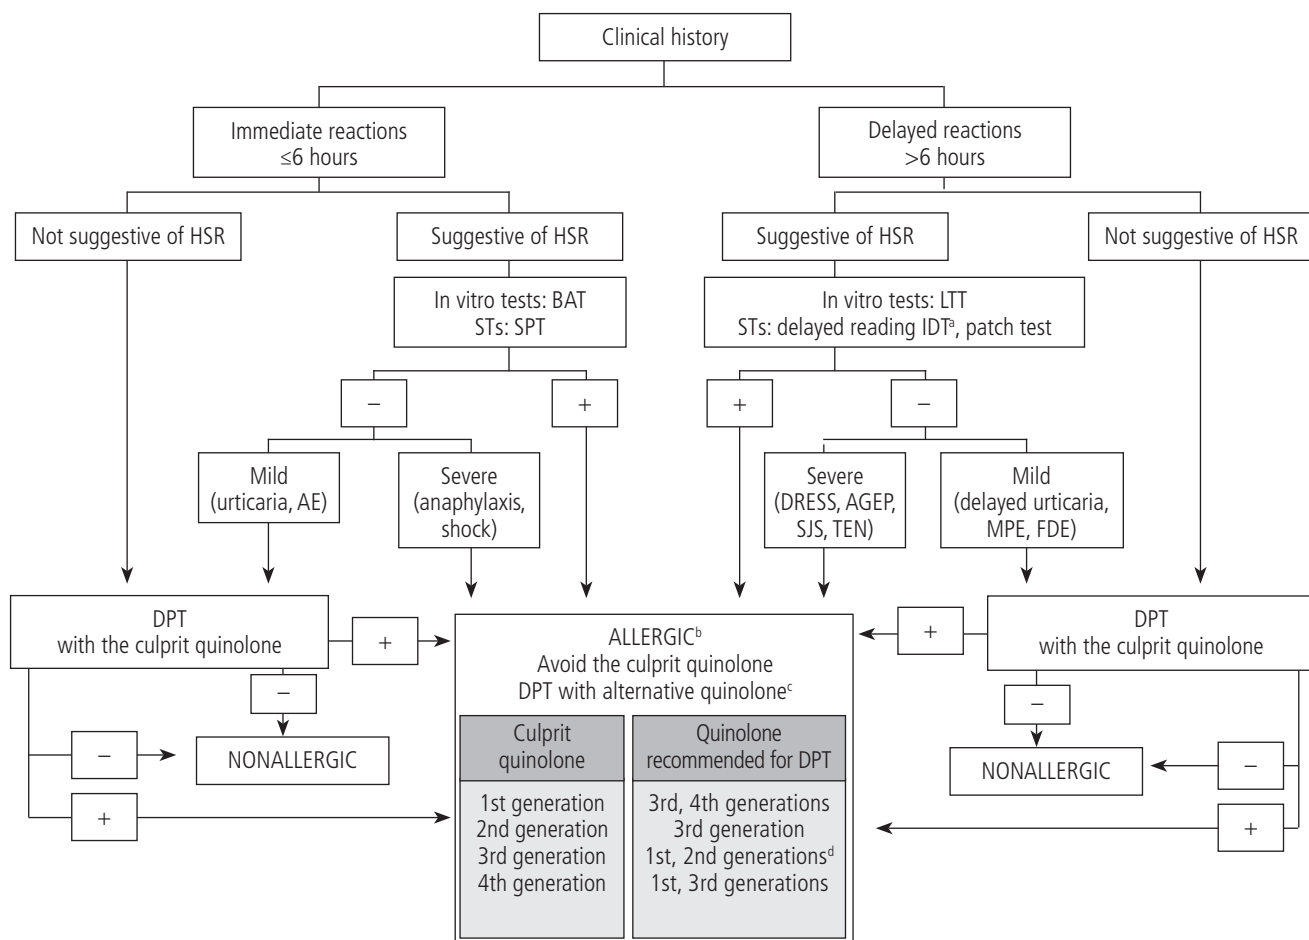 Clinical history
Immediate reactions
≤6 hours
Delayed reactions
>6 hours
Not suggestive of HSR
Suggestive of HSR
Suggestive of HSR
Not suggestive of HSR
In vitro tests: BAT
STs: SPT
In vitro tests: LTT
STs: delayed reading IDTᵃ, patch test
−
+
+
−
Mild
(urticaria, AE)
Severe
(anaphylaxis,
shock)
Severe
(DRESS, AGEP,
SJS, TEN)
Mild
(delayed urticaria,
MPE, FDE)
DPT
with the culprit quinolone
+
−
−
NONALLERGIC
+
ALLERGICᵇ
Avoid the culprit quinolone
DPT with alternative quinoloneᶜ
Culprit
quinolone
Quinolone
recommended for DPT
1st generation
3rd, 4th generations
2nd generation
3rd generation
3rd generation
1st, 2nd generationsᵈ
4th generation
1st, 3rd generations
+
DPT
with the culprit quinolone
−
NONALLERGIC
−
+